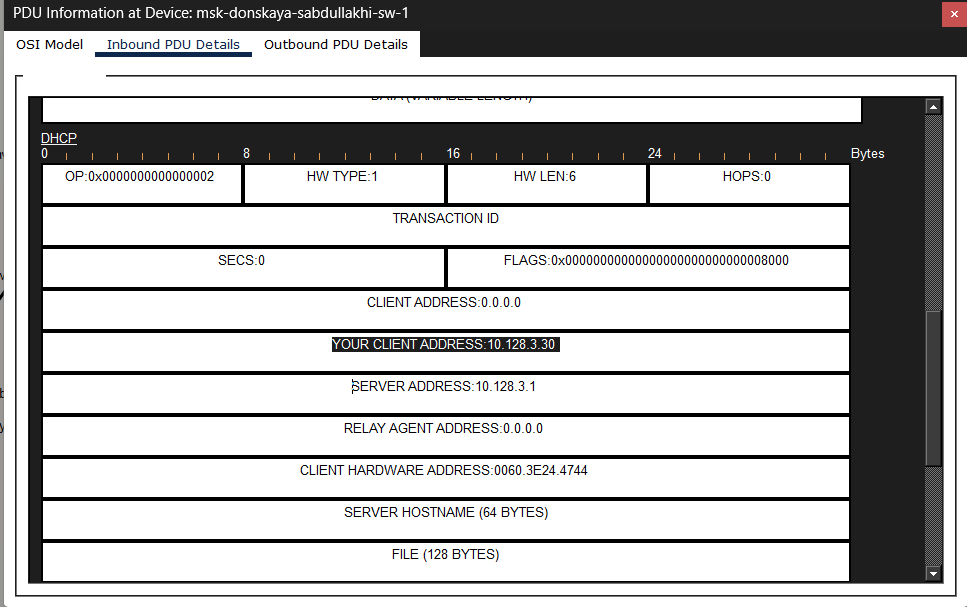 PDU Information at Device: msk-donskaya-sabdullakhi-sw-1
OSI Model Inbound PDU Details Outbound PDU Details
DATA (VARIABLE LENGTH)
DHCP
0 8 16 24 Bytes
OP:0x0000000000000002 HW TYPE:1 HW LEN:6 HOPS:0
TRANSACTION ID
SECS:0 FLAGS:0x00000000000000000000000000008000
CLIENT ADDRESS:0.0.0.0
YOUR CLIENT ADDRESS:10.128.3.30
SERVER ADDRESS:10.128.3.1
RELAY AGENT ADDRESS:0.0.0.0
CLIENT HARDWARE ADDRESS:0060.3E24.4744
SERVER HOSTNAME (64 BYTES)
FILE (128 BYTES)